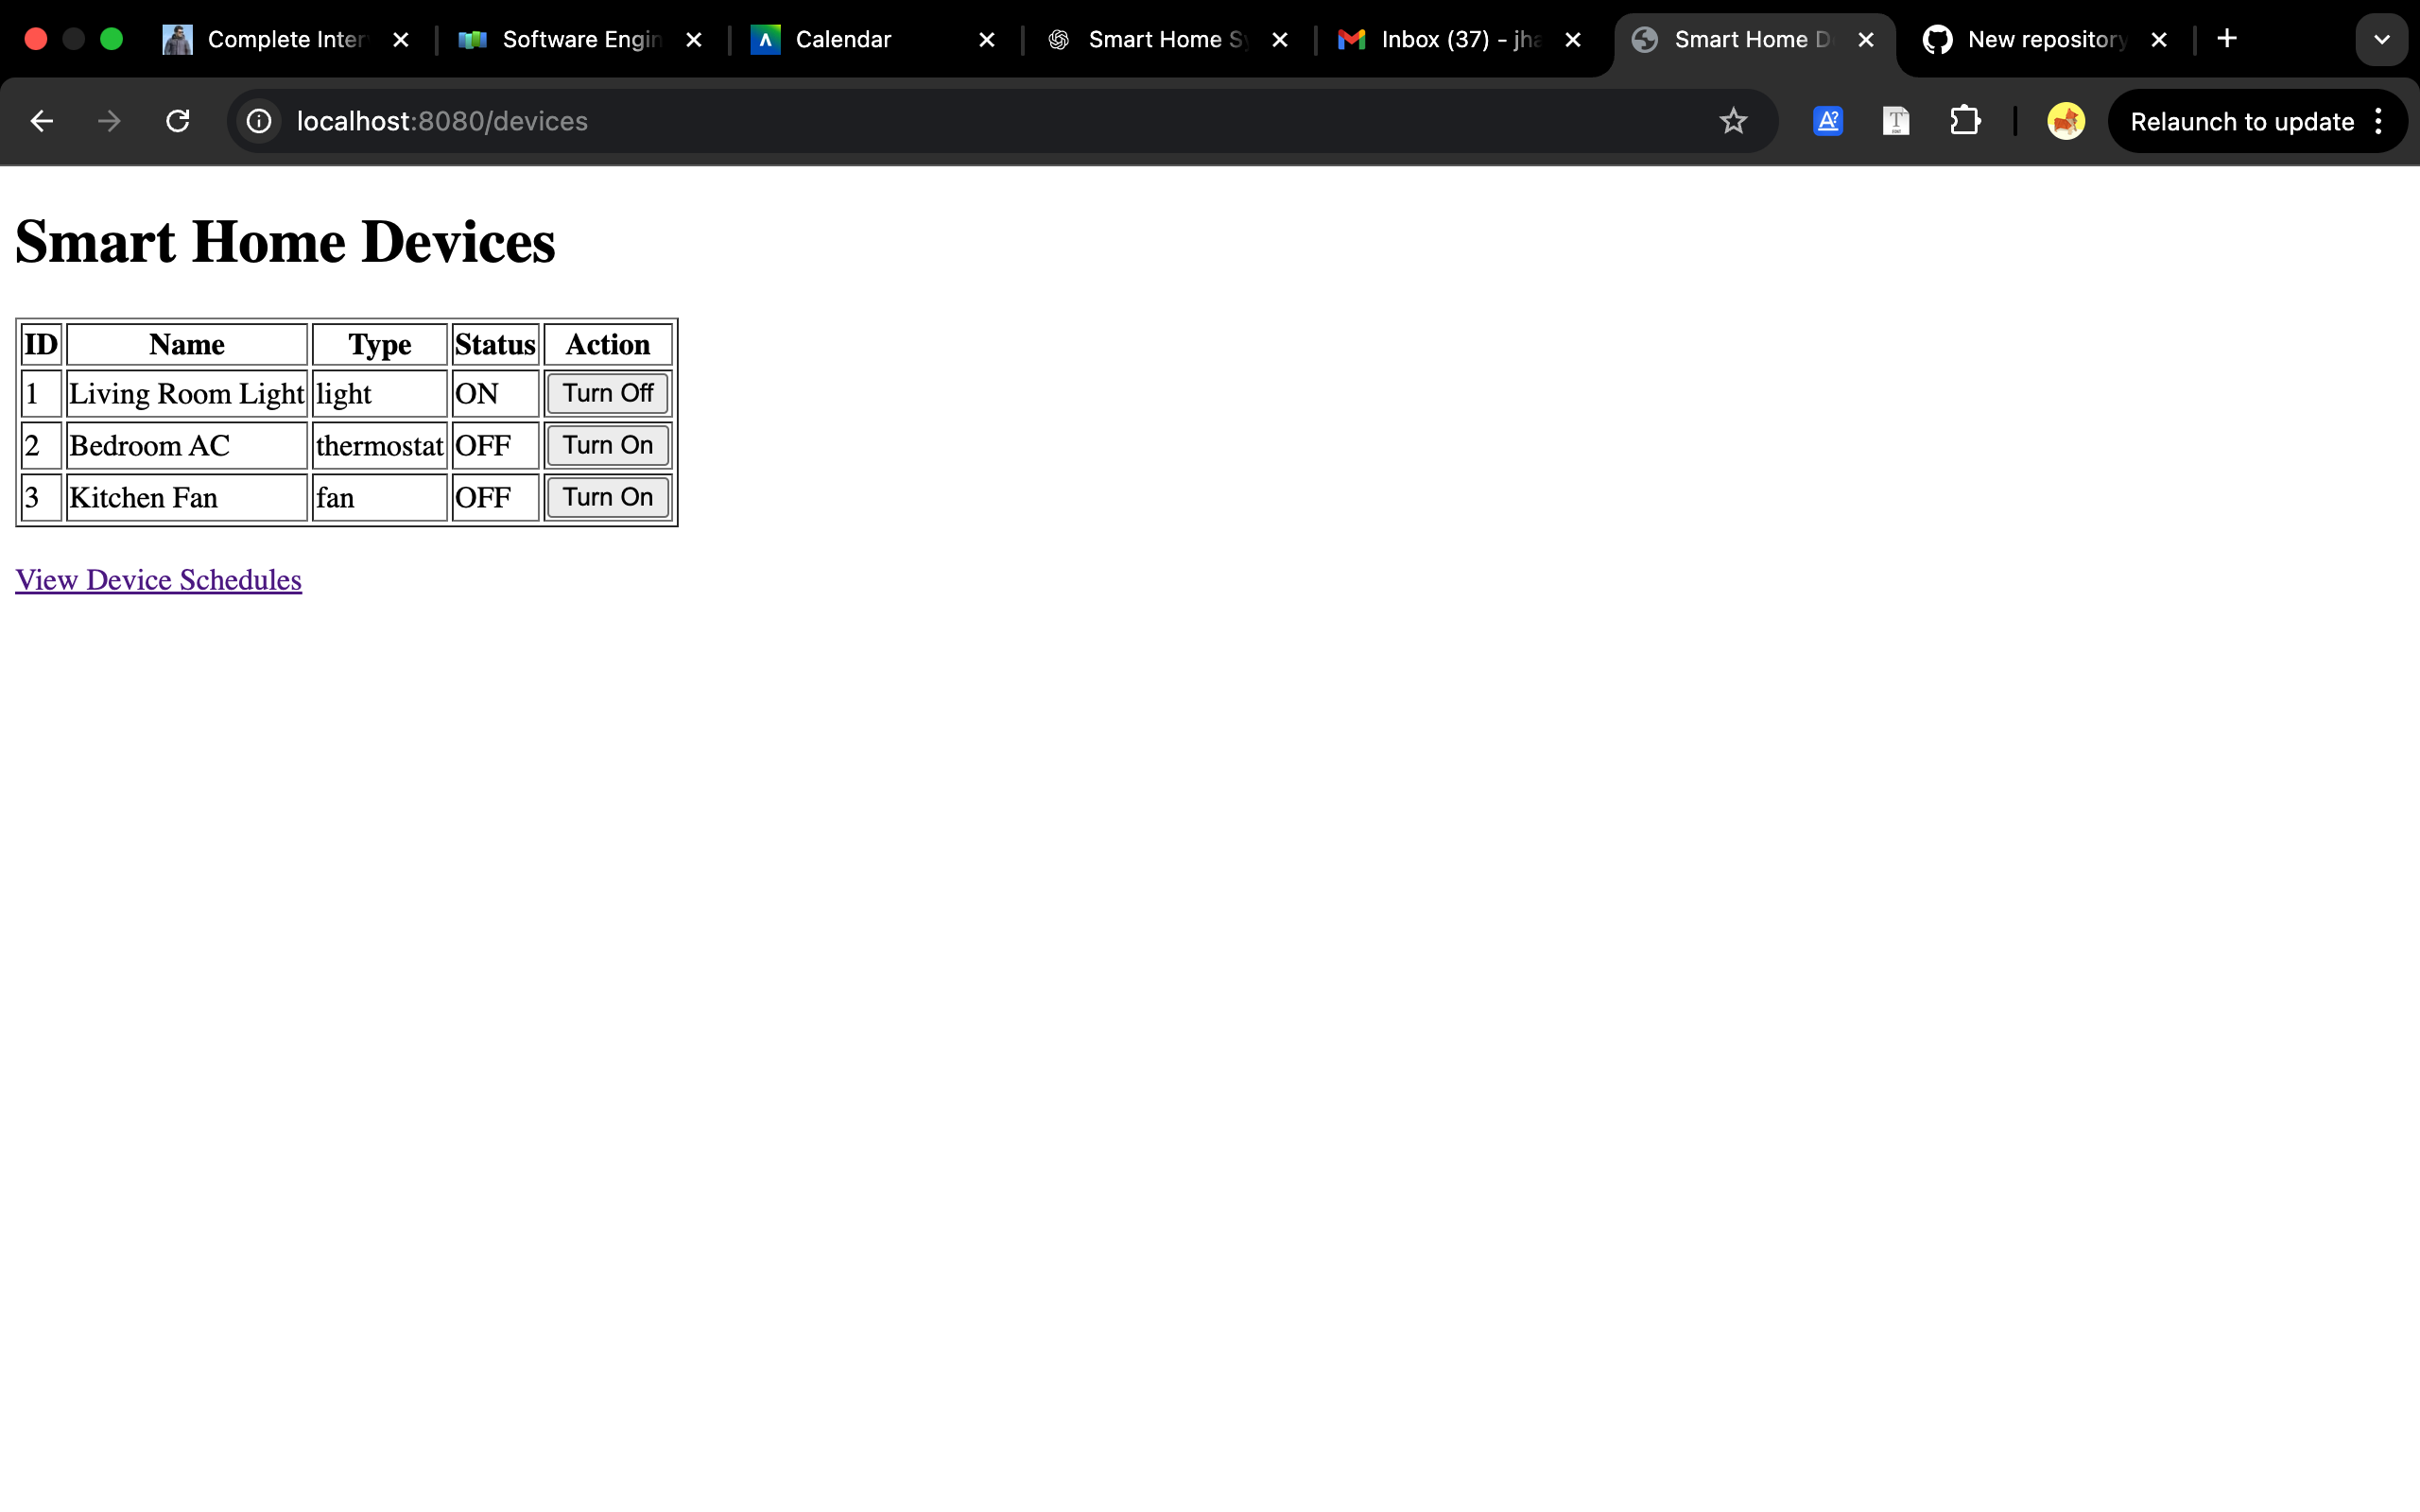 Complete Inter
Software Engin
Calendar
Smart Home Sy
Inbox (37) - jha
Smart Home D
New repository
localhost:8080/devices
Relaunch to update
Smart Home Devices
ID Name Type Status Action
1 Living Room Light light ON Turn Off
2 Bedroom AC thermostat OFF Turn On
3 Kitchen Fan fan OFF Turn On
View Device Schedules